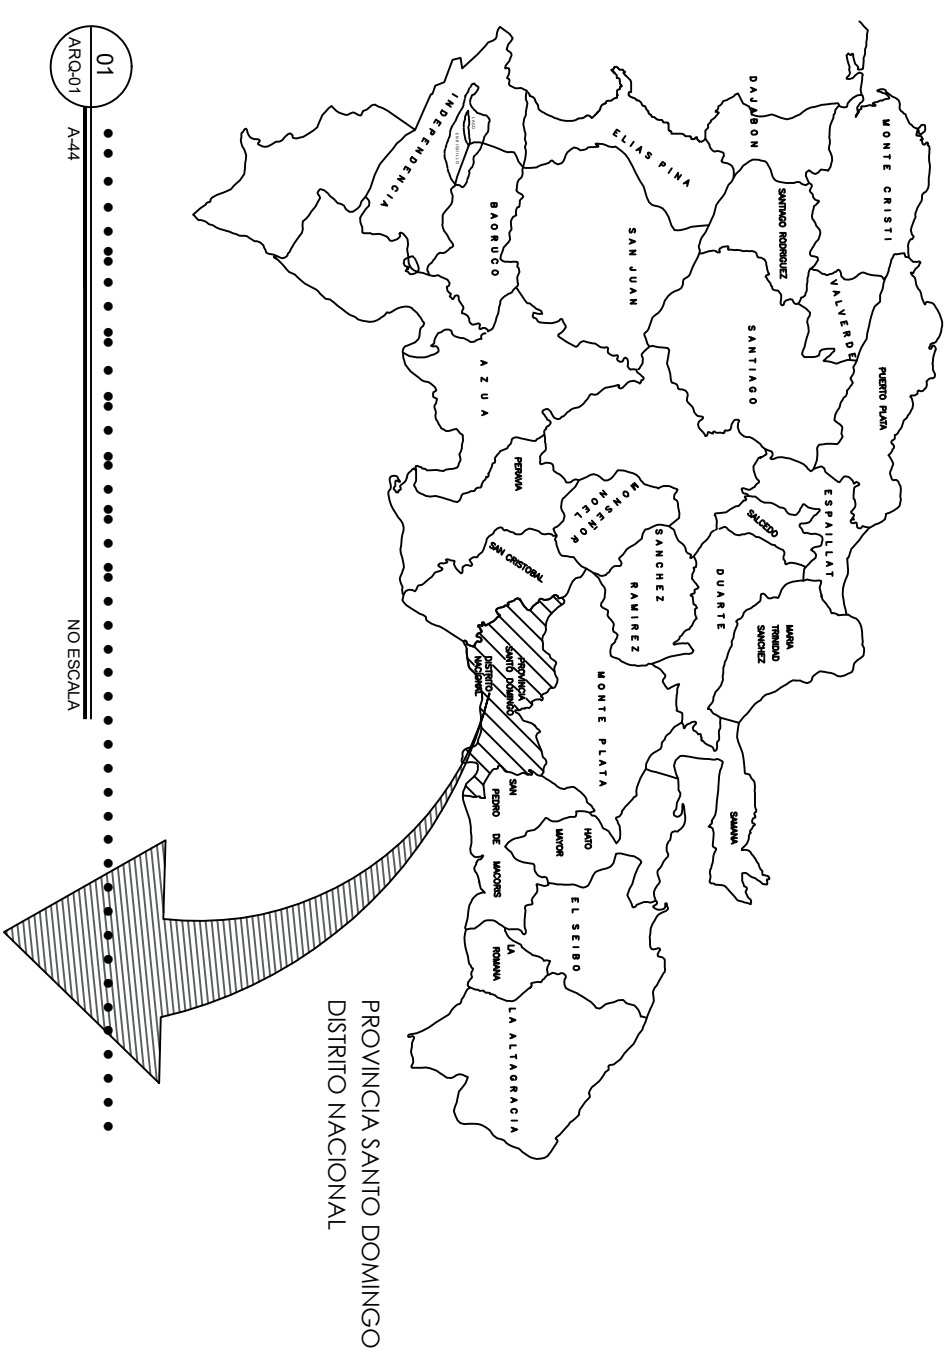 MONTE CRISTI
PUERTO PLATA
DAJABON
SANTIAGO RODRIGUEZ
VALVERDE
ESPAILLAT
SANTIAGO
SALCEDO
MARIA
TRINIDAD
SANCHEZ
ELIAS PINA
DUARTE
SAMANA
SAN JUAN
MONSEÑOR
NOEL
SANCHEZ
RAMIREZ
MONTE PLATA
HATO
MAYOR
EL SEIBO
INDEPENDENCIA
LAGO
ENRIQUILLO
BAORUCO
AZUA
PERAVIA
SAN CRISTOBAL
PROVINCIA
SANTO DOMINGO
DISTRITO
NACIONAL
SAN
PEDRO DE MACORIS
LA
ROMANA
LA ALTAGRACIA
PROVINCIA SANTO DOMINGO
DISTRITO NACIONAL
01
ARQ-01
A-44
NO ESCALA